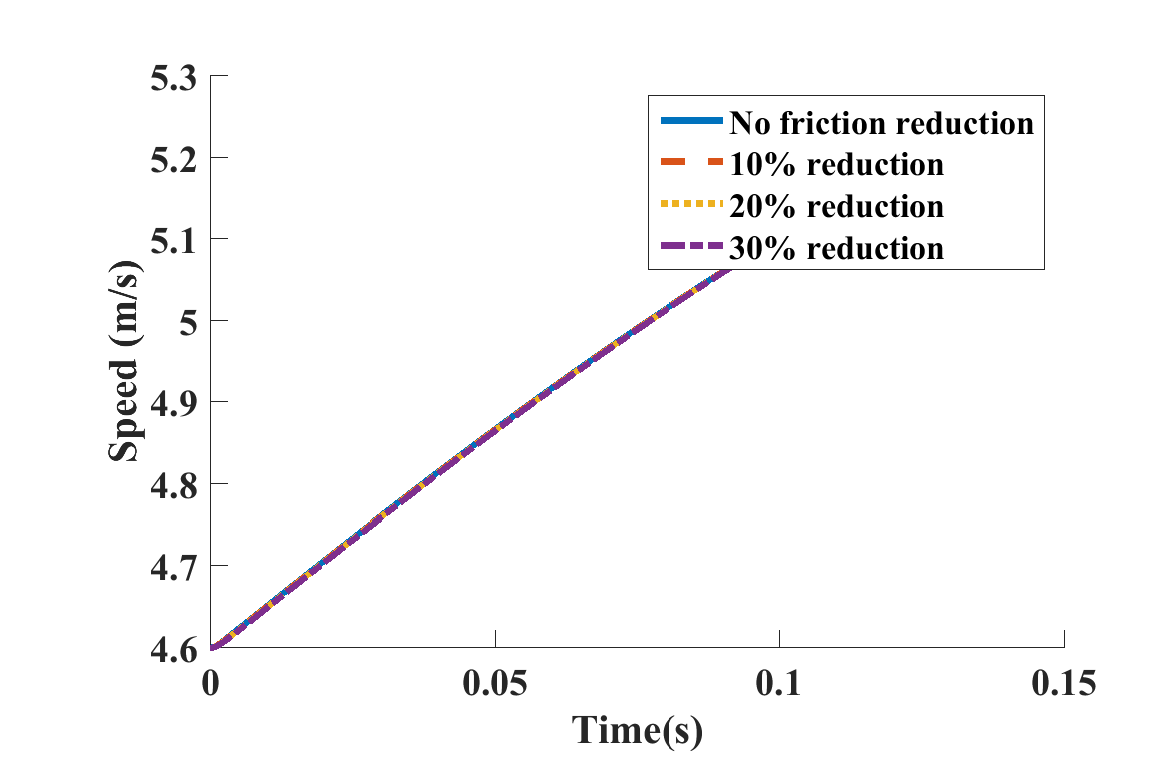 5.3
5.2
5.1
5
4.9
4.8
4.7
4.6
Speed (m/s)
No friction reduction
10% reduction
20% reduction
30% reduction
0
0.05
0.1
0.15
Time(s)